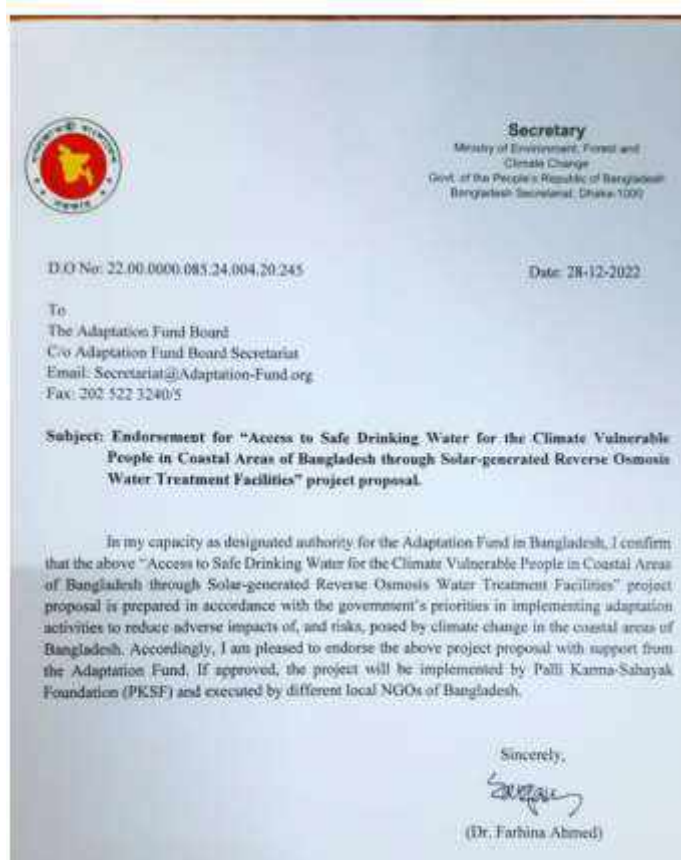 Secretary
Ministry of Environment, Forest and
Climate Change
Govt. of the People's Republic of Bangladesh
Bangladesh Secretariat, Dhaka-1000
D.O No: 22.00.0000.085.24.004.20.245
Date: 28-12-2022
To
The Adaptation Fund Board
C/o Adaptation Fund Board Secretariat
Email: Secretariat@Adaptation-Fund.org
Fax: 202 522 3240/5
Subject: Endorsement for “Access to Safe Drinking Water for the Climate Vulnerable
People in Coastal Areas of Bangladesh through Solar-generated Reverse Osmosis
Water Treatment Facilities” project proposal.
In my capacity as designated authority for the Adaptation Fund in Bangladesh, I confirm
that the above “Access to Safe Drinking Water for the Climate Vulnerable People in Coastal Areas
of Bangladesh through Solar-generated Reverse Osmosis Water Treatment Facilities” project
proposal is prepared in accordance with the government's priorities in implementing adaptation
activities to reduce adverse impacts of, and risks, posed by climate change in the coastal areas of
Bangladesh. Accordingly, I am pleased to endorse the above project proposal with support from
the Adaptation Fund. If approved, the project will be implemented by Palli Karma-Sahayak
Foundation (PKSF) and executed by different local NGOs of Bangladesh.
Sincerely,
(Dr. Farhina Ahmed)